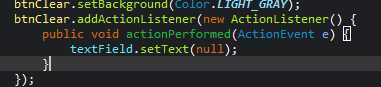 btnClear.setBackground(Color.LIGHT_GRAY);
btnClear.addActionListener(new ActionListener() {
    public void actionPerformed(ActionEvent e) {
        textField.setText(null);
    }
});